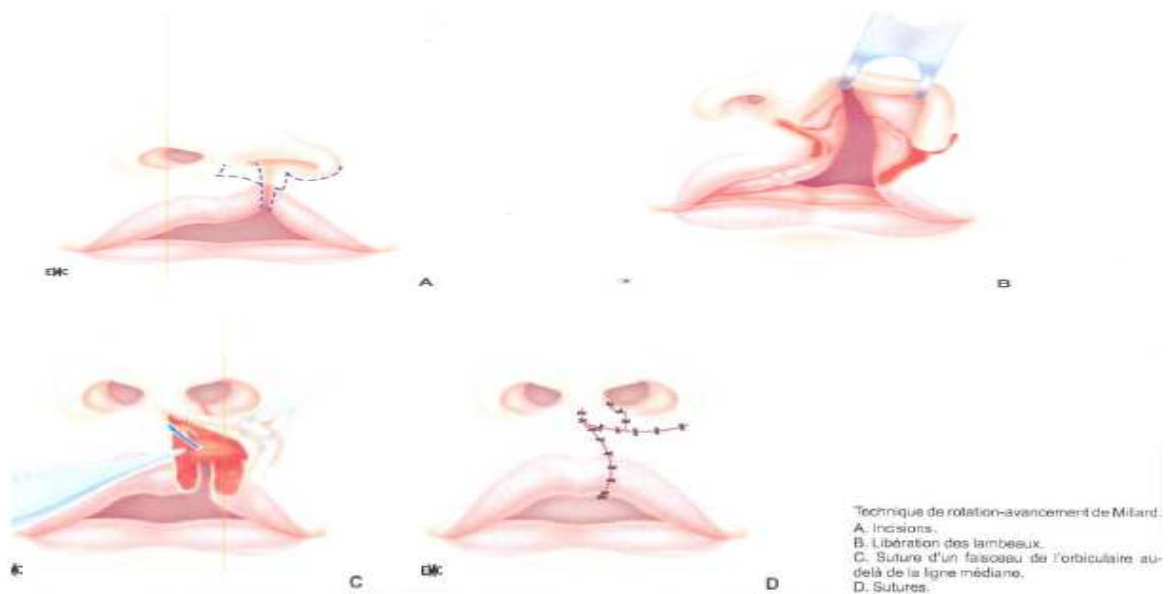 A
B
C
D
Technique de rotation-avancement de Millard.
A. Incisions.
B. Libération des lambeaux.
C. Suture d'un faisceau de l'orbiculaire au-
delà de la ligne médiane.
D. Sutures.